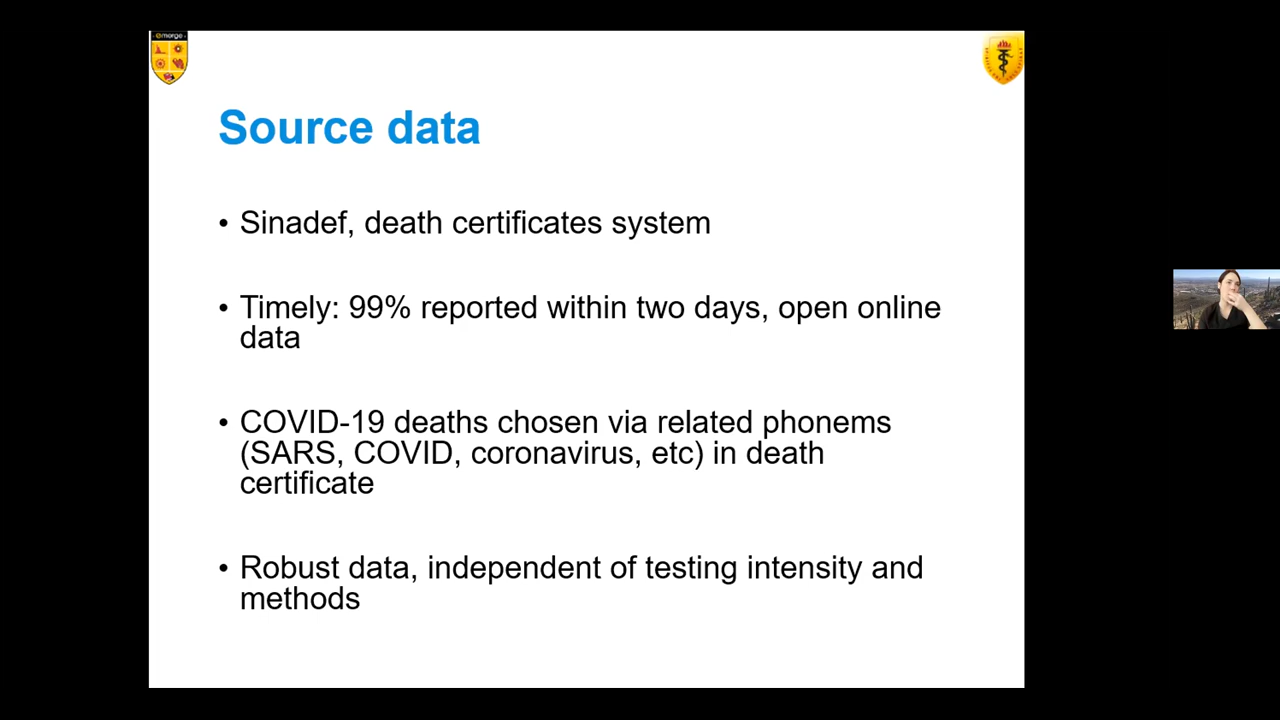 emerge
Source data
• Sinadef, death certificates system
• Timely: 99% reported within two days, open online
data
• COVID-19 deaths chosen via related phonems
(SARS, COVID, coronavirus, etc) in death
certificate
• Robust data, independent of testing intensity and
methods